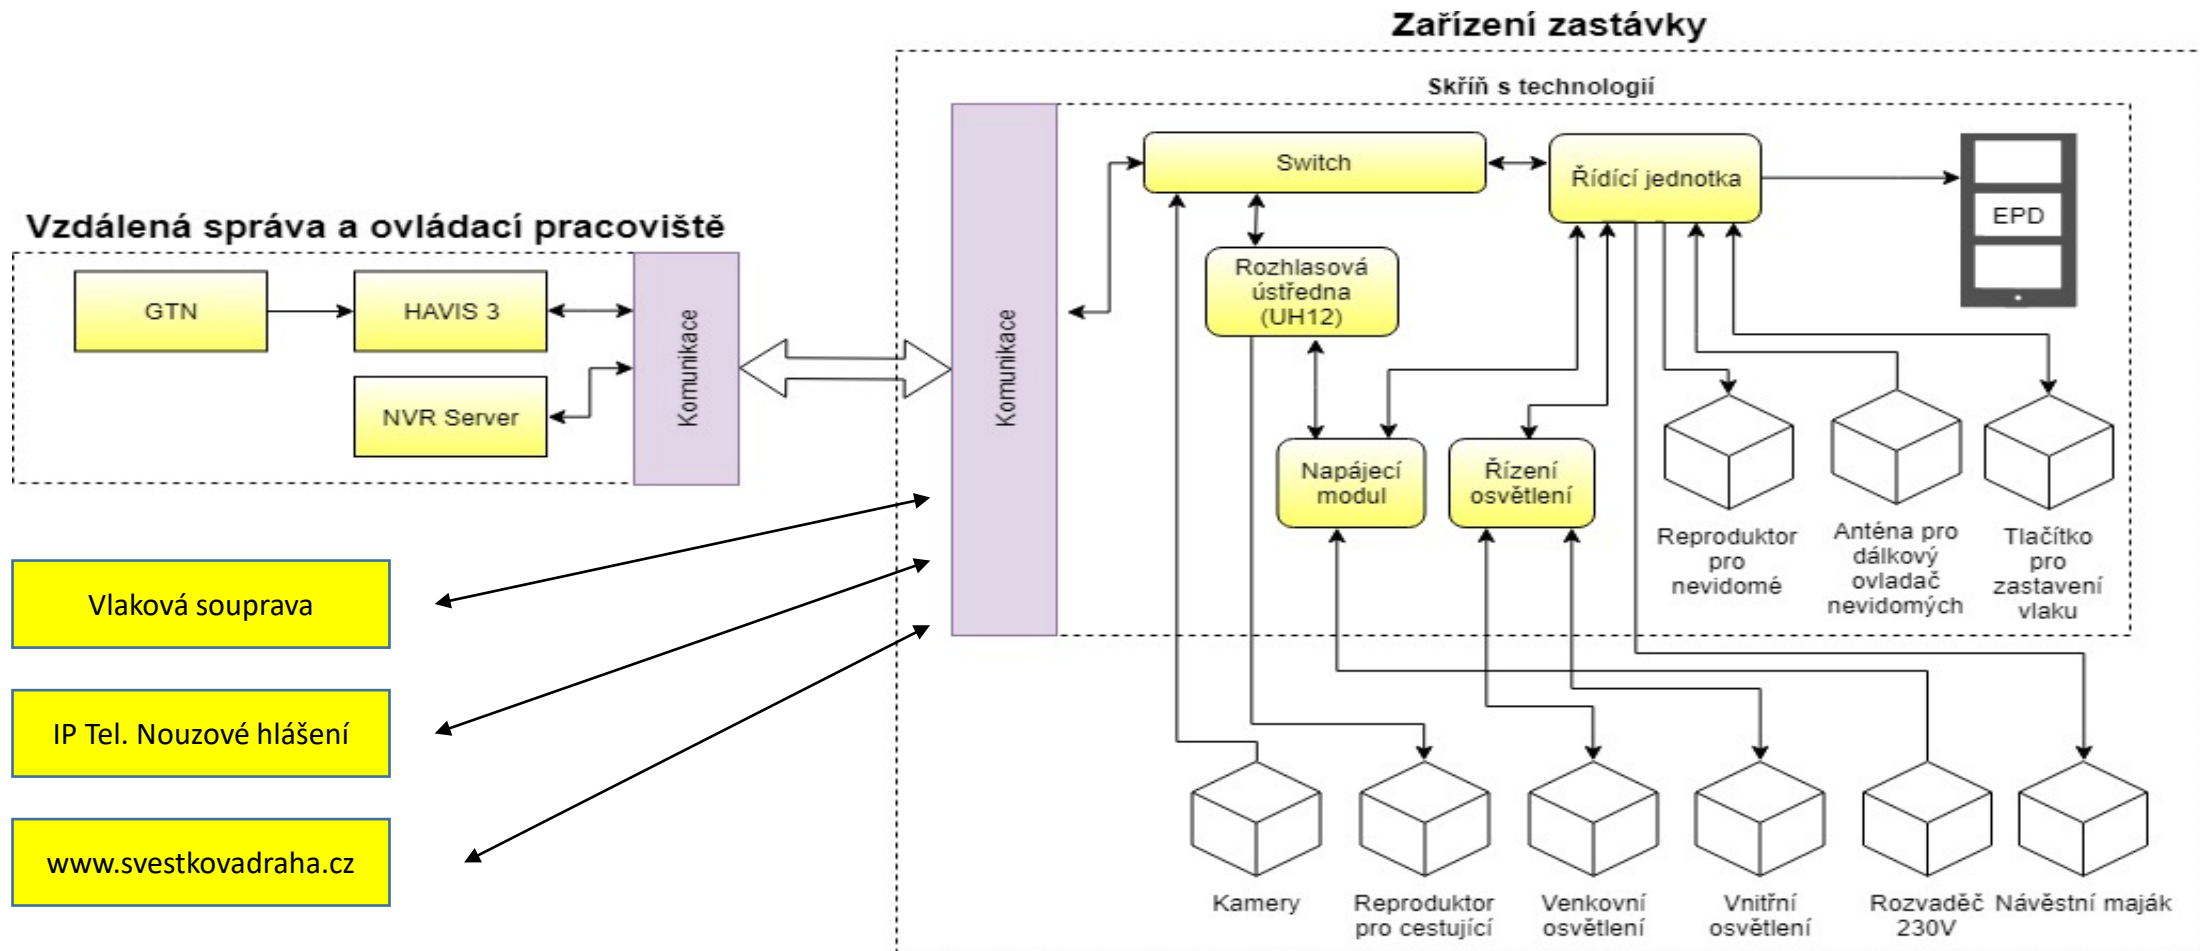 Zařízení zastávky
Skříň s technologií
Switch
Řídící jednotka
EPD
Vzdálená správa a ovládací pracoviště
GTN
HAVIS 3
NVR Server
Komunikace
Komunikace
Rozhlasová
ústředna
(UH12)
Napájecí
modul
Řízení
osvětlení
Reproduktor
pro
nevidomé
Anténa pro
dálkový
ovladač
nevidomých
Tlačítko
pro
zastavení
vlaku
Vlaková souprava
IP Tel. Nouzové hlášení
www.svestkovadraha.cz
Kamery
Reproduktor
pro cestující
Venkovní
osvětlení
Vnitřní
osvětlení
Rozvaděč
230V
Návěstní maják